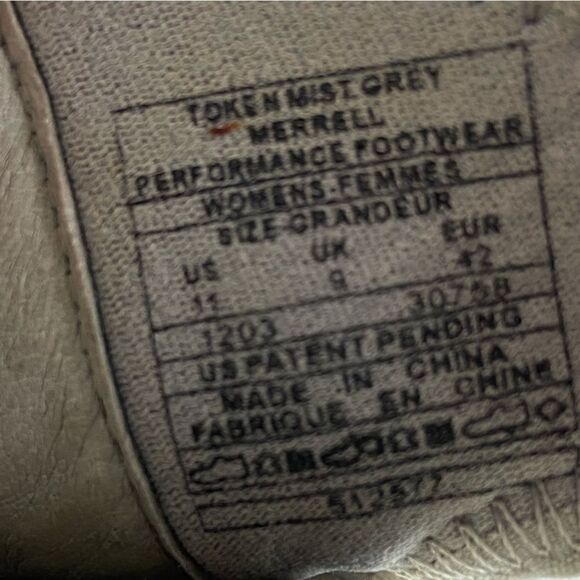 TOKEN MIST. GREY
MERRELL
PERFORMANCE FOOTWEAR
WOMENS-FEMMES
SIZE-GRANDEUR
US UK EUR
11 9 42
1203 30758
US PATENT PENDING
MADE IN CHINA
FABRIQUE EN CHINE